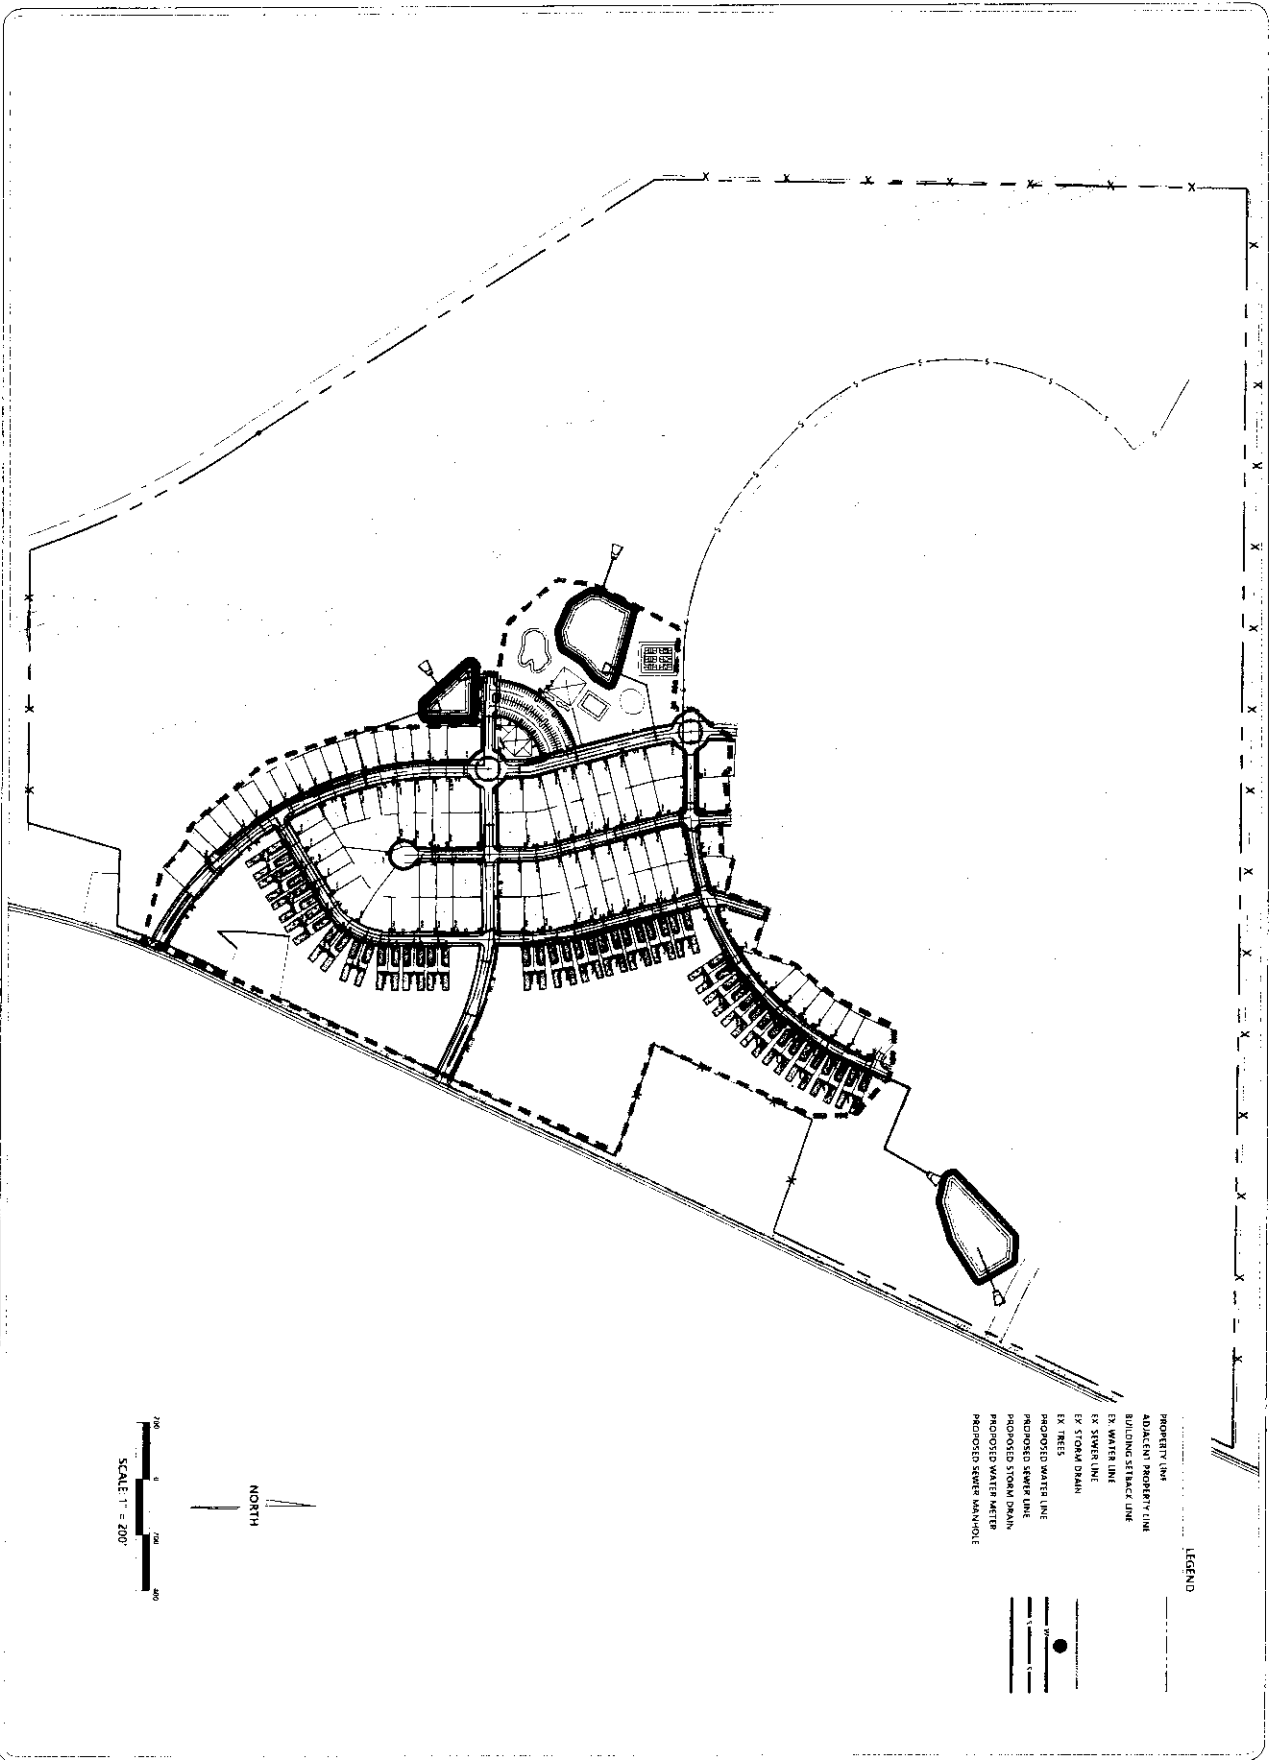 LEGEND
PROPERTY LINE
ADJACENT PROPERTY LINE
BUILDING SETBACK LINE
EX. WATER LINE
EX. SEWER LINE
EX STORM DRAIN
EX TREES
PROPOSED WATER LINE
PROPOSED SEWER LINE
PROPOSED STORM DRAIN
PROPOSED WATER METER
PROPOSED SEWER MANHOLE
NORTH
200 0 200 400
SCALE: 1" = 200'